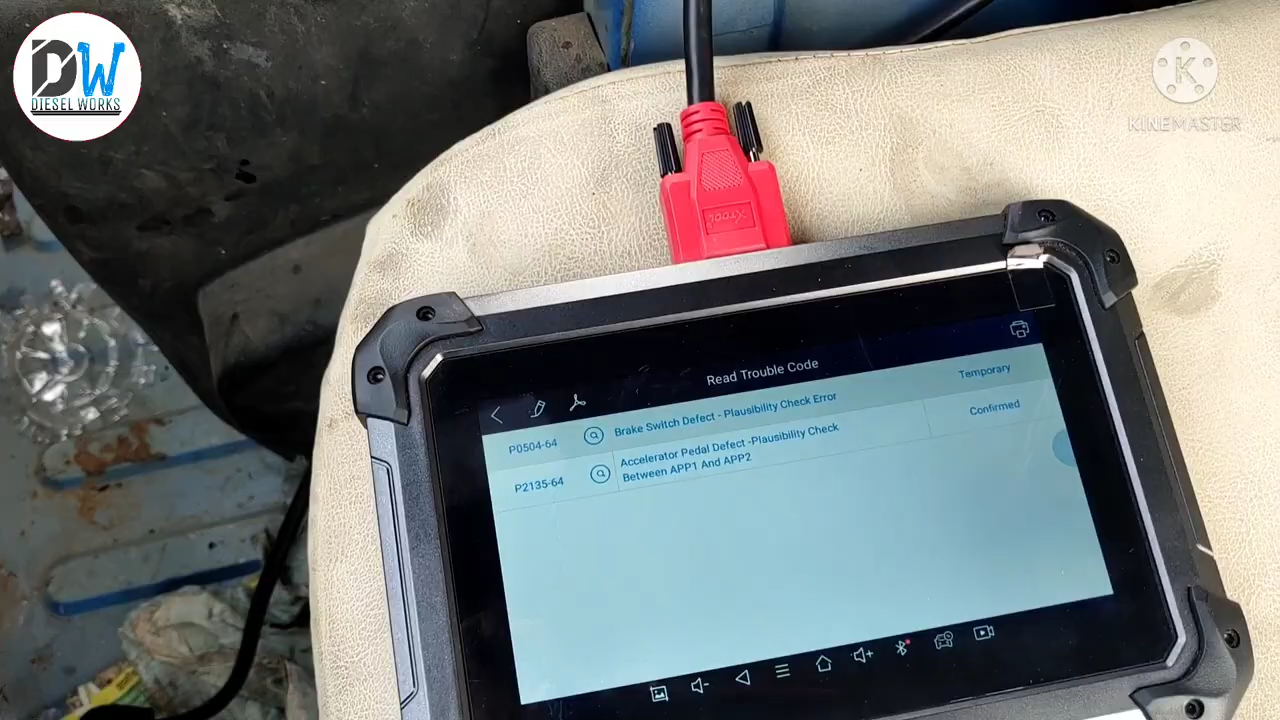 DW
DIESEL WORKS
K
KINEMASTER
XTOOL
Read Trouble Code
P0504-64
Brake Switch Defect - Plausibility Check Error
Temporary
P2135-64
Accelerator Pedal Defect -Plausibility Check
Between APP1 And APP2
Confirmed